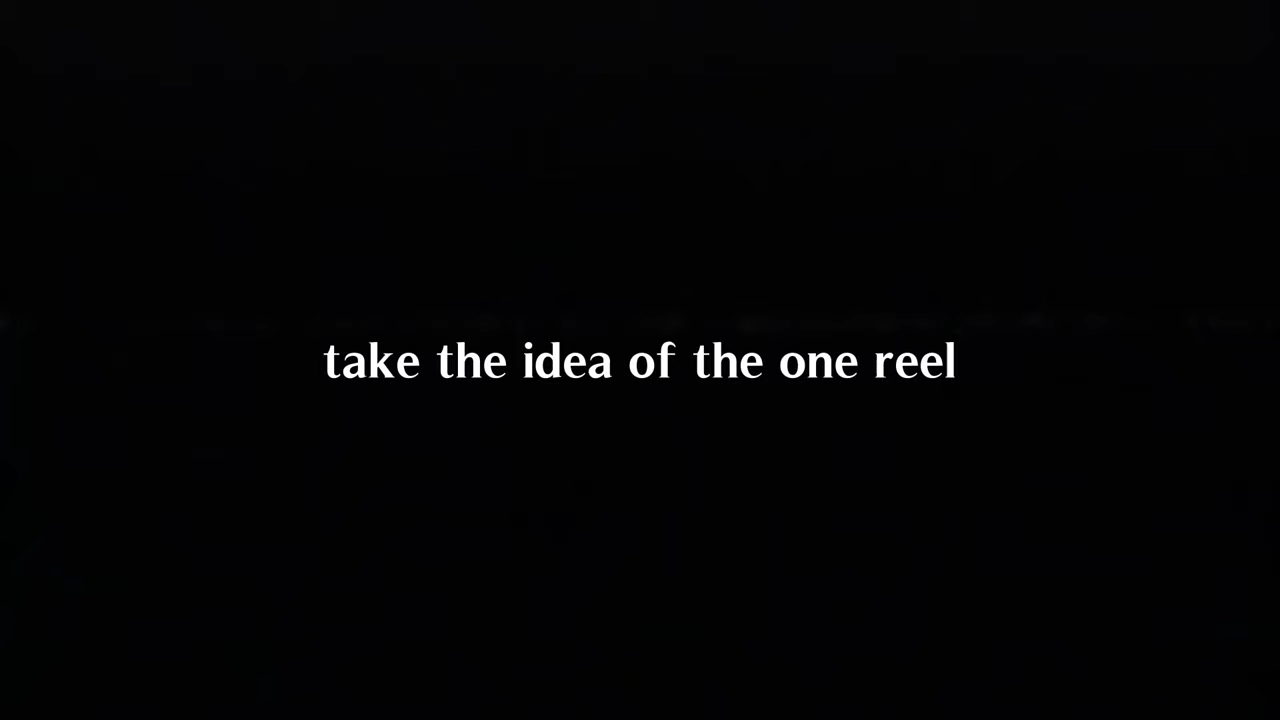 take the idea of the one reel